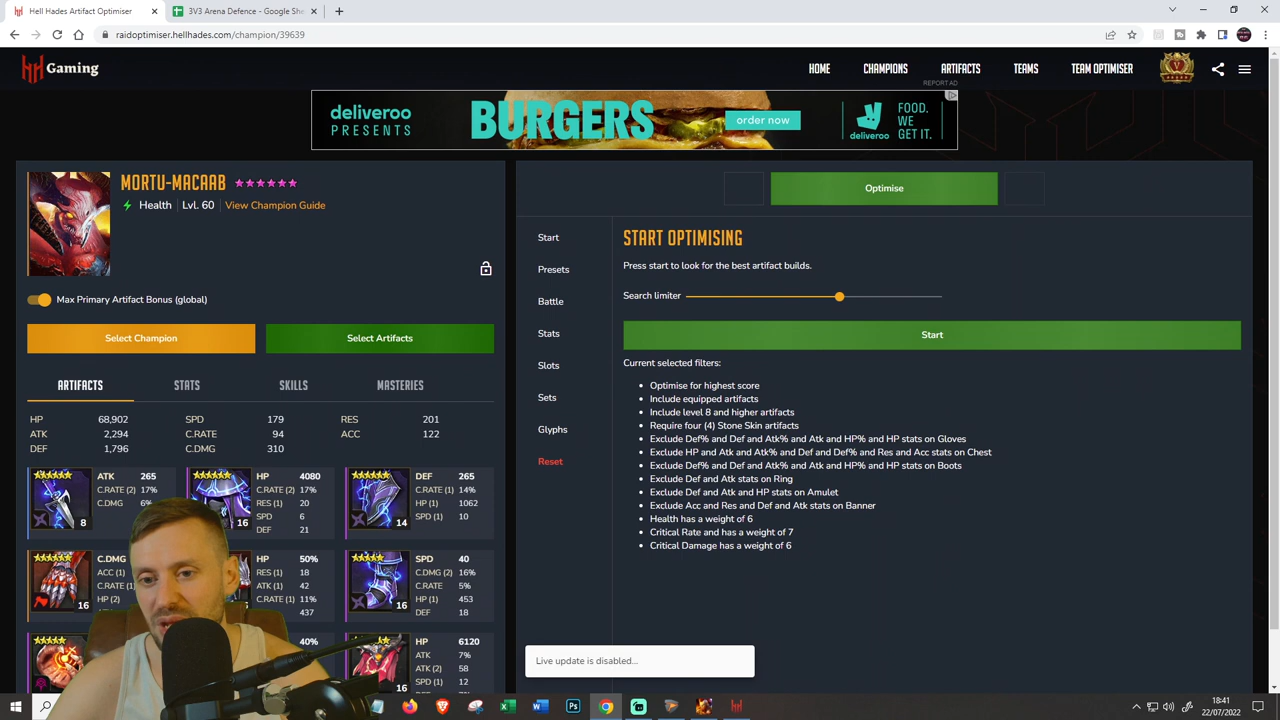 Hell Hades Artifact Optimiser
3V3 Arena Defence - Google She
raidoptimiser.hellhades.com/champion/39639
Gaming
HOME
CHAMPIONS
ARTIFACTS
TEAMS
TEAM OPTIMISER
REPORT AD
deliveroo
PRESENTS
BURGERS
order now
deliveroo
FOOD.
WE
GET IT.
MORTU-MACAAB
Health
Lvl. 60
View Champion Guide
Max Primary Artifact Bonus (global)
Select Champion
Select Artifacts
ARTIFACTS
STATS
SKILLS
MASTERIES
HP 68,902 SPD 179 RES 201
ATK 2,294 C.RATE 94 ACC 122
DEF 1,796 C.DMG 310
8
ATK 265
C.RATE (2) 17%
C.DMG 6%
16
HP 4080
C.RATE (2) 17%
RES (1) 20
SPD 6
DEF 21
14
DEF 265
C.RATE (1) 14%
HP (1) 1062
SPD (1) 10
16
C.DMG
ACC (1)
C.RATE (1)
HP (2)
HP 50%
RES (1) 18
ATK (1) 42
C.RATE (1) 11%
437
16
SPD 40
C.DMG (2) 16%
C.RATE 5%
HP (1) 453
DEF 18
40%
16
HP 6120
ATK 7%
ATK (2) 58
SPD (1) 12
Optimise
Start
Presets
Battle
Stats
Slots
Sets
Glyphs
Reset
START OPTIMISING
Press start to look for the best artifact builds.
Search limiter
Start
Current selected filters:
Optimise for highest score
Include equipped artifacts
Include level 8 and higher artifacts
Require four (4) Stone Skin artifacts
Exclude Def% and Def and Atk% and Atk and HP% and HP stats on Gloves
Exclude HP and Atk and Atk% and Def and Def% and Res and Acc stats on Chest
Exclude Def% and Def and Atk% and Atk and HP% and HP stats on Boots
Exclude Def and Atk stats on Ring
Exclude Def and Atk and HP stats on Amulet
Exclude Acc and Res and Def and Atk stats on Banner
Health has a weight of 6
Critical Rate and has a weight of 7
Critical Damage has a weight of 6
Live update is disabled...
18:41
22/07/2022